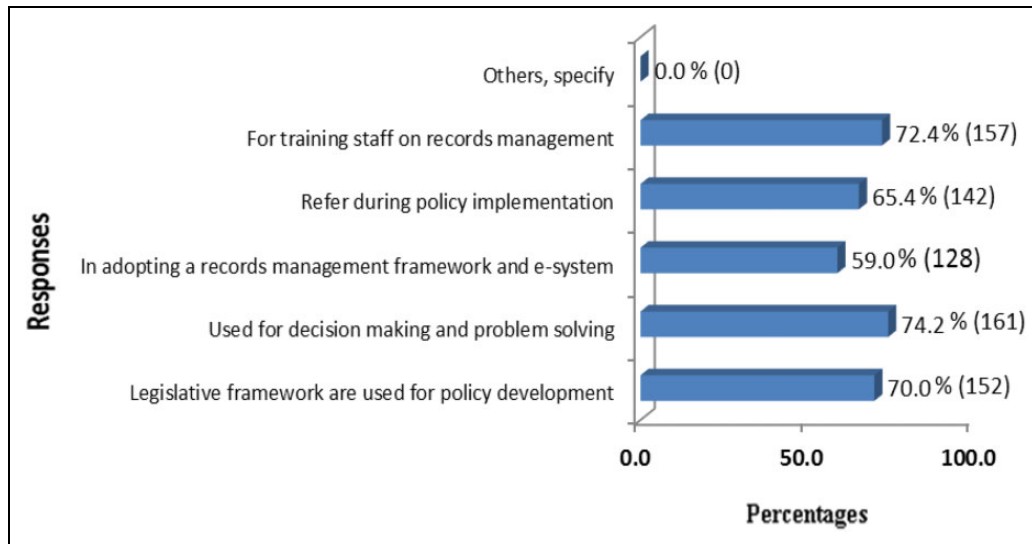 Responses
Others, specify
0.0 % (0)
For training staff on records management
72.4 % (157)
Refer during policy implementation
65.4 % (142)
In adopting a records management framework and e-system
59.0 % (128)
Used for decision making and problem solving
74.2 % (161)
Legislative framework are used for policy development
70.0 % (152)
0.0 50.0 100.0
Percentages